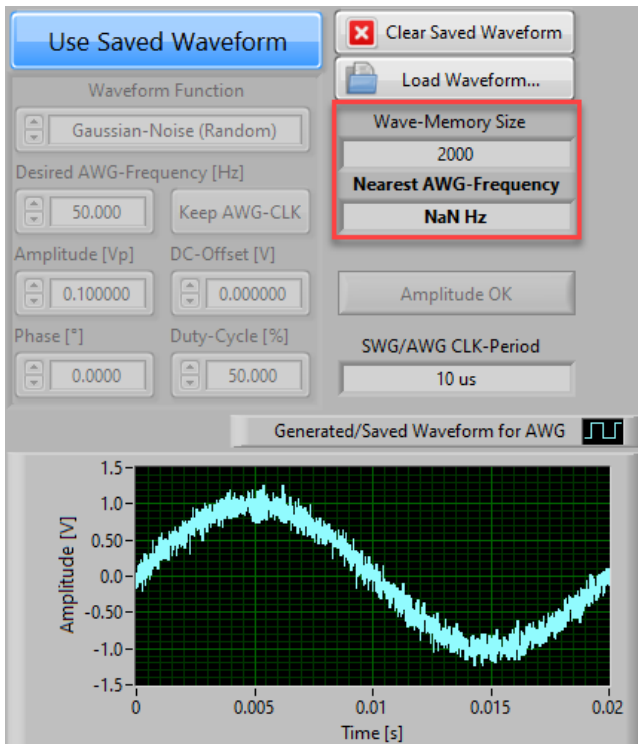 Use Saved Waveform
Clear Saved Waveform
Load Waveform...
Waveform Function
Gaussian-Noise (Random)
Desired AWG-Frequency [Hz]
50.000
Keep AWG-CLK
Amplitude [Vp]
DC-Offset [V]
0.100000
0.000000
Phase [°]
Duty-Cycle [%]
0.0000
50.000
Wave-Memory Size
2000
Nearest AWG-Frequency
NaN Hz
Amplitude OK
SWG/AWG CLK-Period
10 us
Generated/Saved Waveform for AWG
Amplitude [V]
1.5
1.0
0.50
0.0
-0.50
-1.0
-1.5
0
0.005
0.01
0.015
0.02
Time [s]